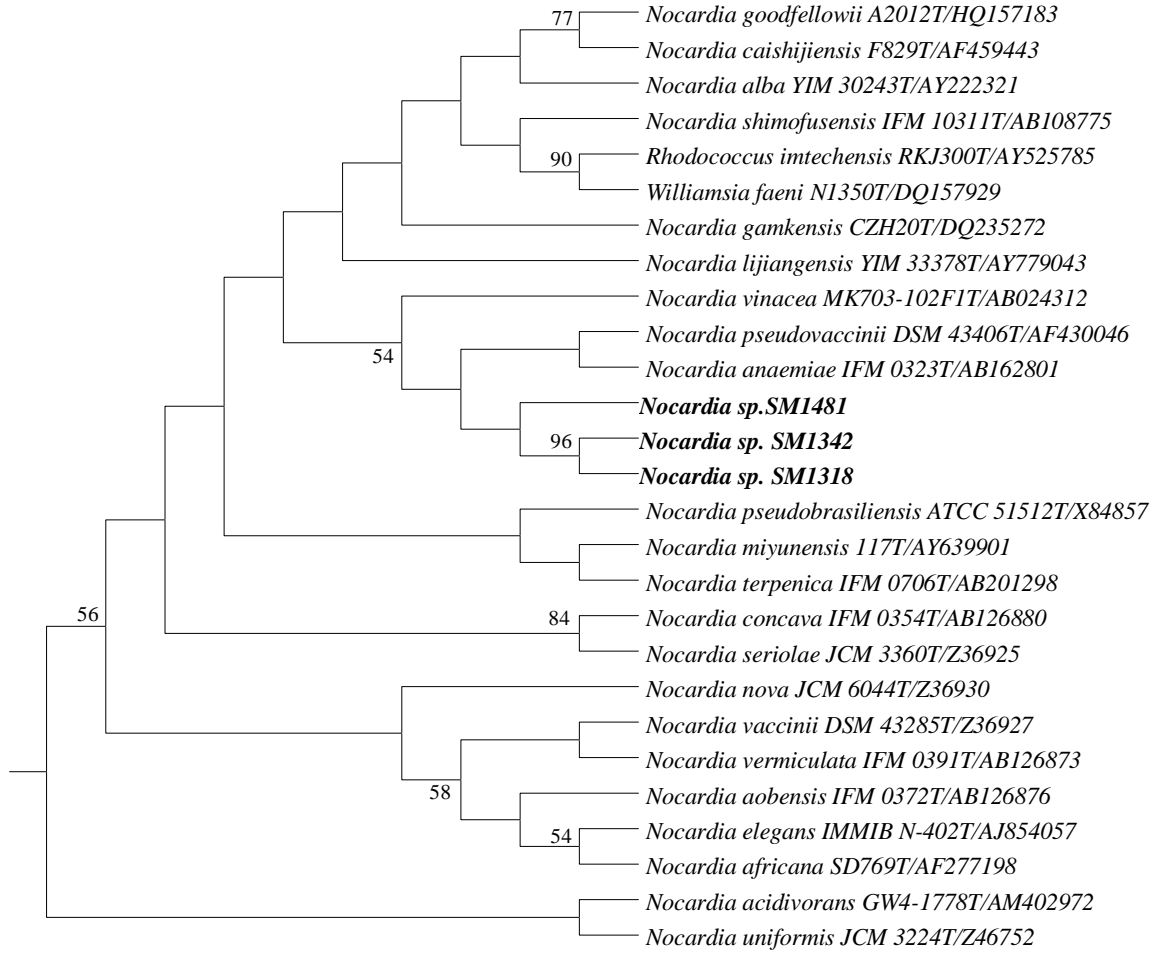 77
Nocardia goodfellowii A2012T/HQ157183
Nocardia caishijiensis F829T/AF459443
Nocardia alba YIM 30243T/AY222321
Nocardia shimofusensis IFM 10311T/AB108775
90
Rhodococcus imtechensis RKJ300T/AY525785
Williamsia faeni N1350T/DQ157929
Nocardia gamkensis CZH20T/DQ235272
Nocardia lijiangensis YIM 33378T/AY779043
Nocardia vinacea MK703-102F1T/AB024312
54
Nocardia pseudovaccinii DSM 43406T/AF430046
Nocardia anaemiae IFM 0323T/AB162801
Nocardia sp.SM1481
96
Nocardia sp. SM1342
Nocardia sp. SM1318
Nocardia pseudobrasiliensis ATCC 51512T/X84857
Nocardia miyunensis 117T/AY639901
Nocardia terpenica IFM 0706T/AB201298
56
84
Nocardia concava IFM 0354T/AB126880
Nocardia seriolae JCM 3360T/Z36925
Nocardia nova JCM 6044T/Z36930
Nocardia vaccinii DSM 43285T/Z36927
Nocardia vermiculata IFM 0391T/AB126873
58
Nocardia aobensis IFM 0372T/AB126876
54
Nocardia elegans IMMIB N-402T/AJ854057
Nocardia africana SD769T/AF277198
Nocardia acidivorans GW4-1778T/AM402972
Nocardia uniformis JCM 3224T/Z46752